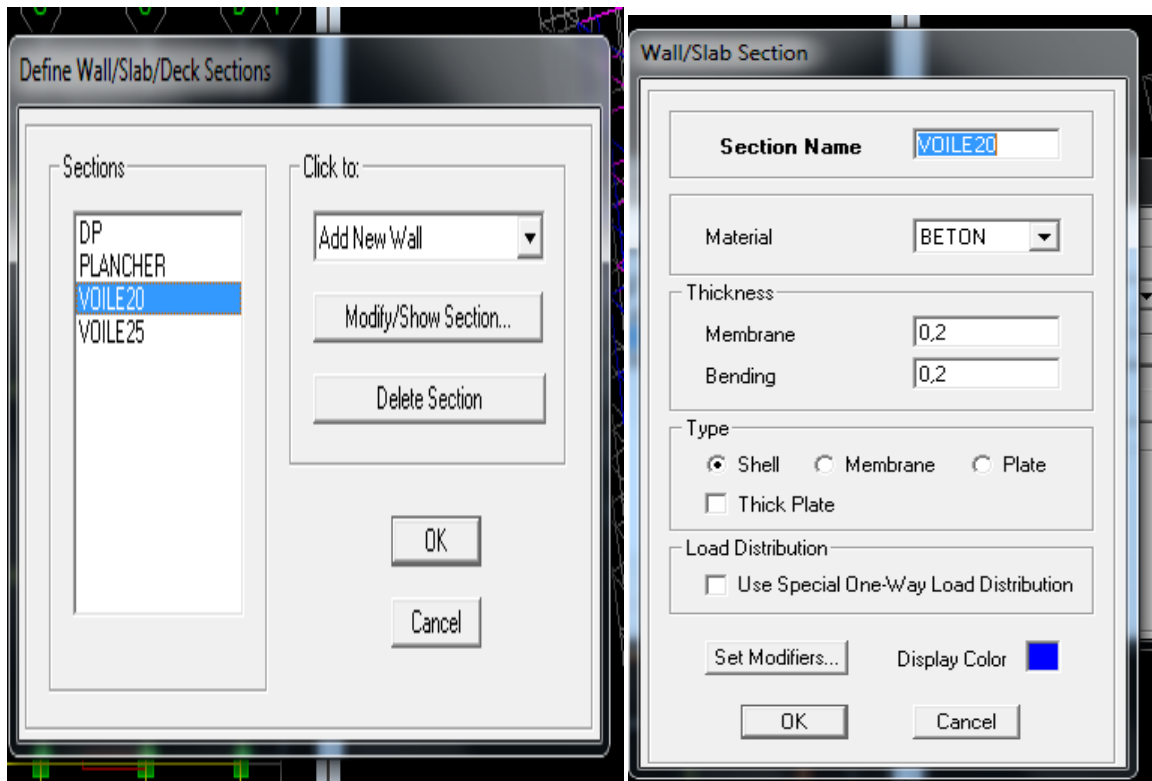 Define Wall/Slab/Deck Sections
Sections
DP
PLANCHER
VOILE20
VOILE25
Click to:
Add New Wall
Modify/Show Section...
Delete Section
OK
Cancel
Wall/Slab Section
Section Name VOILE20
Material BETON
Thickness
Membrane 0,2
Bending 0,2
Type
Shell Membrane Plate
Thick Plate
Load Distribution
Use Special One-Way Load Distribution
Set Modifiers... Display Color
OK Cancel